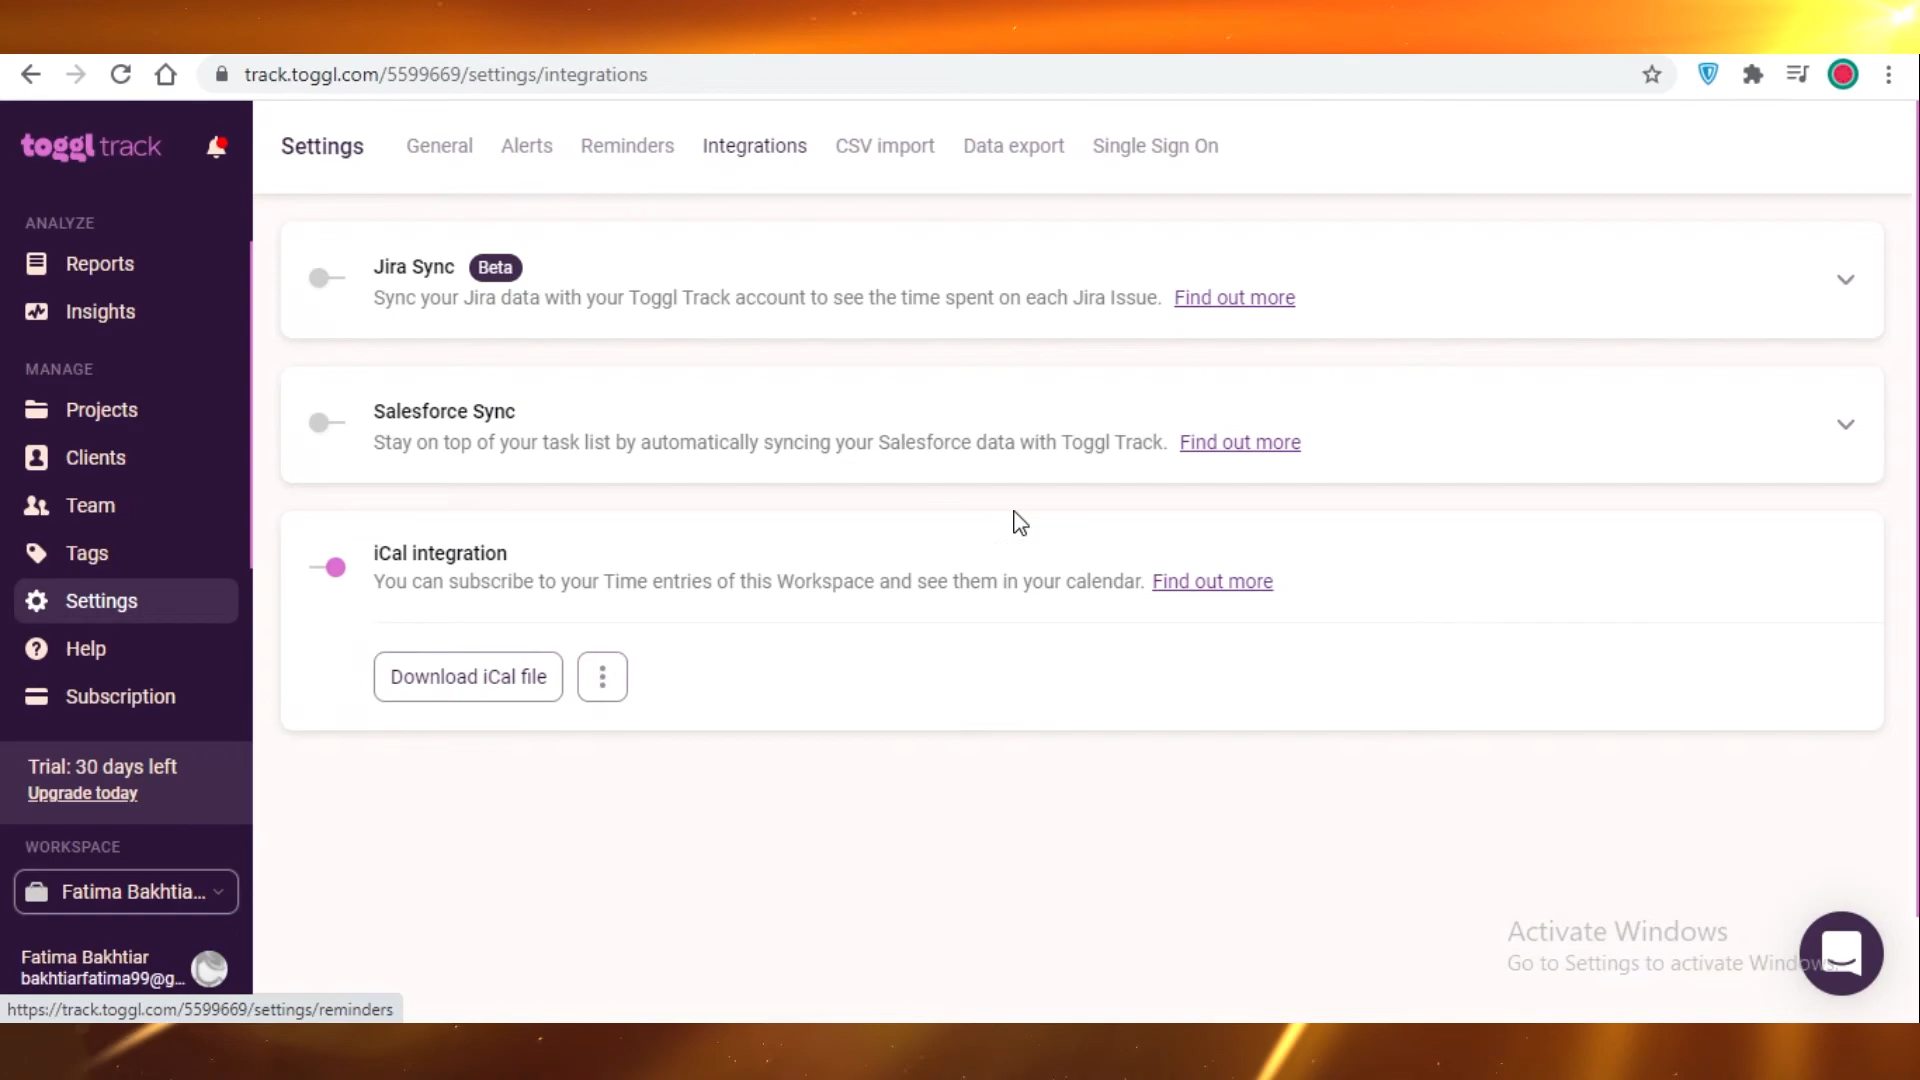 track.toggl.com/5599669/settings/integrations
toggl track
Settings
General
Alerts
Reminders
Integrations
CSV import
Data export
Single Sign On
ANALYZE
Reports
Insights
MANAGE
Projects
Clients
Team
Tags
Settings
Help
Subscription
Trial: 30 days left
Upgrade today
WORKSPACE
Fatima Bakhtia...
Fatima Bakhtiar
bakhtiarfatima99@g...
https://track.toggl.com/5599669/settings/reminders
Jira Sync Beta
Sync your Jira data with your Toggl Track account to see the time spent on each Jira Issue. Find out more
Salesforce Sync
Stay on top of your task list by automatically syncing your Salesforce data with Toggl Track. Find out more
iCal integration
You can subscribe to your Time entries of this Workspace and see them in your calendar. Find out more
Download iCal file
Activate Windows
Go to Settings to activate Windows.